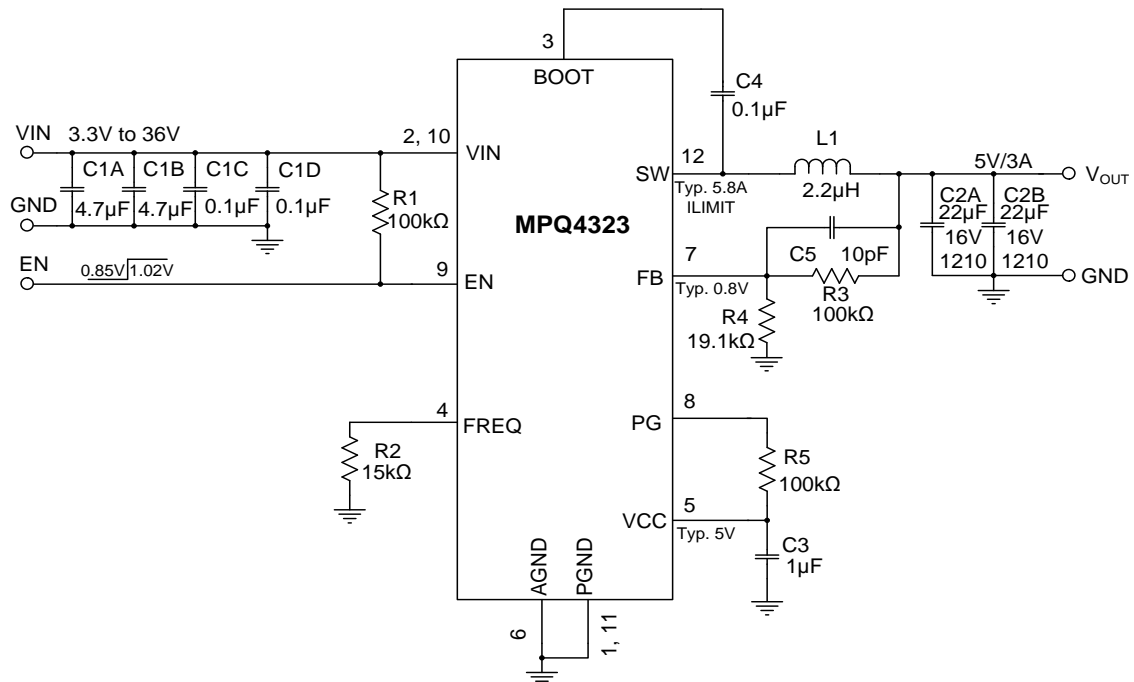 3
BOOT
C4
0.1µF
VIN 3.3V to 36V
2, 10
VIN
C1A C1B C1C C1D
4.7µF 4.7µF 0.1µF 0.1µF
GND
R1
100kΩ
EN
0.85V 1.02V
9
EN
MPQ4323
12
SW
Typ. 5.8A
ILIMIT
L1
2.2µH
5V/3A
VOUT
C2A C2B
22µF 22µF
16V 16V
1210 1210
GND
7
FB
Typ. 0.8V
C5 10pF
R3
100kΩ
R4
19.1kΩ
4
FREQ
R2
15kΩ
8
PG
R5
100kΩ
5
VCC
Typ. 5V
C3
1µF
AGND
PGND
6
1, 11